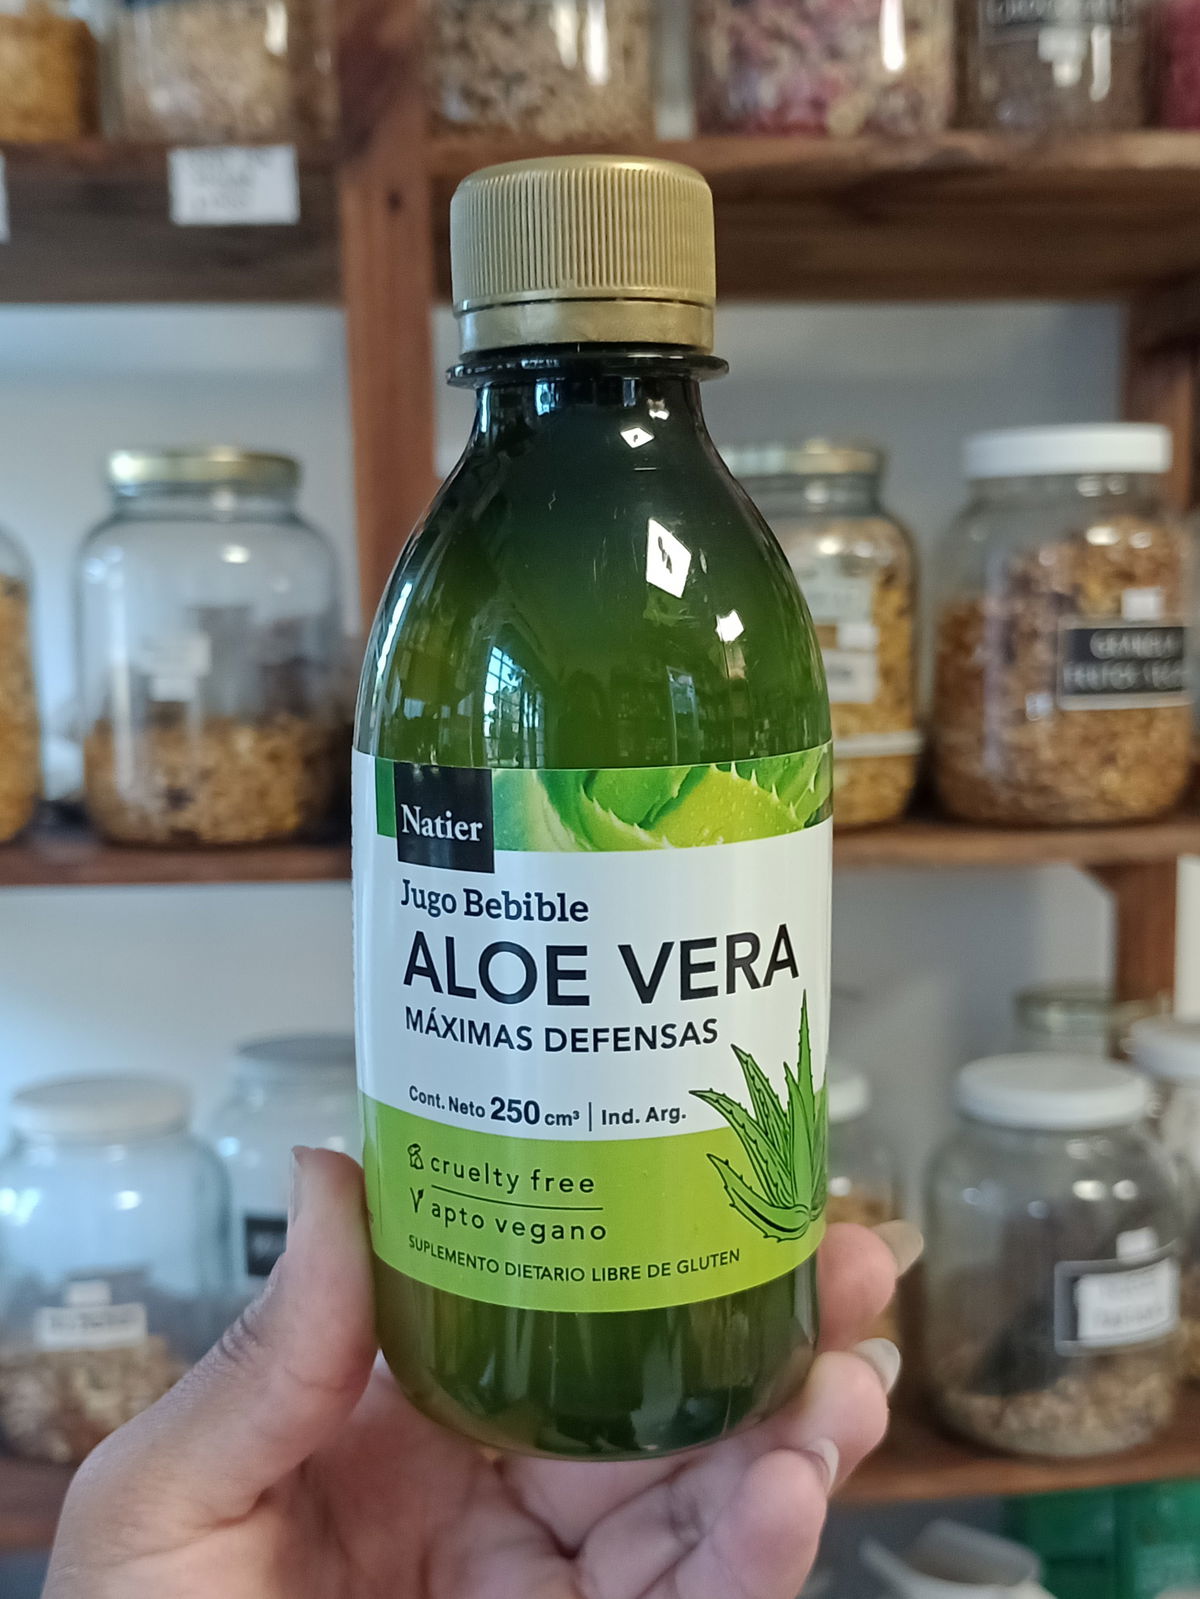 Natier
Jugo Bebible
ALOE VERA
MÁXIMAS DEFENSAS
Cont. Neto 250 cm³ | Ind. Arg.
cruelty free
apto vegano
SUPLEMENTO DIETARIO LIBRE DE GLUTEN
GRANOLA